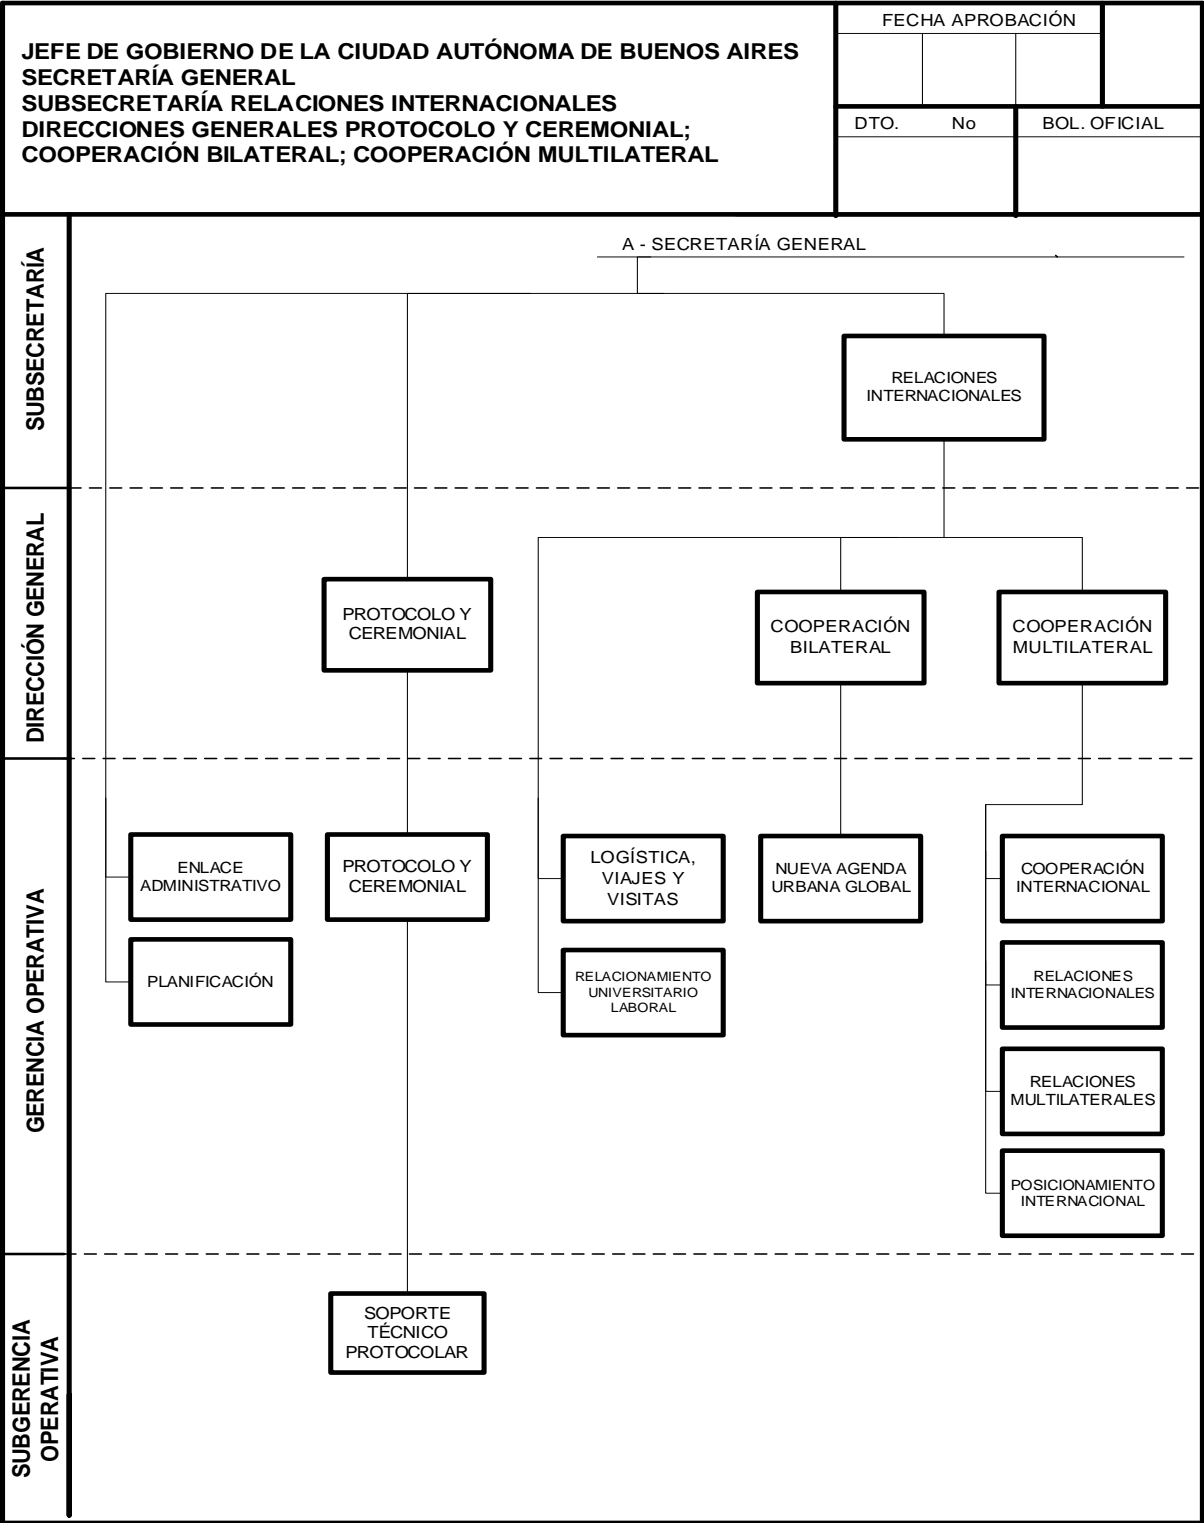 JEFE DE GOBIERNO DE LA CIUDAD AUTÓNOMA DE BUENOS AIRES
SECRETARÍA GENERAL
SUBSECRETARÍA RELACIONES INTERNACIONALES
DIRECCIONES GENERALES PROTOCOLO Y CEREMONIAL;
COOPERACIÓN BILATERAL; COOPERACIÓN MULTILATERAL
FECHA APROBACIÓN
DTO. No
BOL. OFICIAL
SUBSECRETARÍA
A - SECRETARÍA GENERAL
RELACIONES
INTERNACIONALES
DIRECCIÓN GENERAL
PROTOCOLO Y
CEREMONIAL
COOPERACIÓN
BILATERAL
COOPERACIÓN
MULTILATERAL
GERENCIA OPERATIVA
ENLACE
ADMINISTRATIVO
PLANIFICACIÓN
PROTOCOLO Y
CEREMONIAL
LOGÍSTICA,
VIAJES Y
VISITAS
RELACIONAMIENTO
UNIVERSITARIO
LABORAL
NUEVA AGENDA
URBANA GLOBAL
COOPERACIÓN
INTERNACIONAL
RELACIONES
INTERNACIONALES
RELACIONES
MULTILATERALES
POSICIONAMIENTO
INTERNACIONAL
SUBGERENCIA
OPERATIVA
SOPORTE
TÉCNICO
PROTOCOLAR